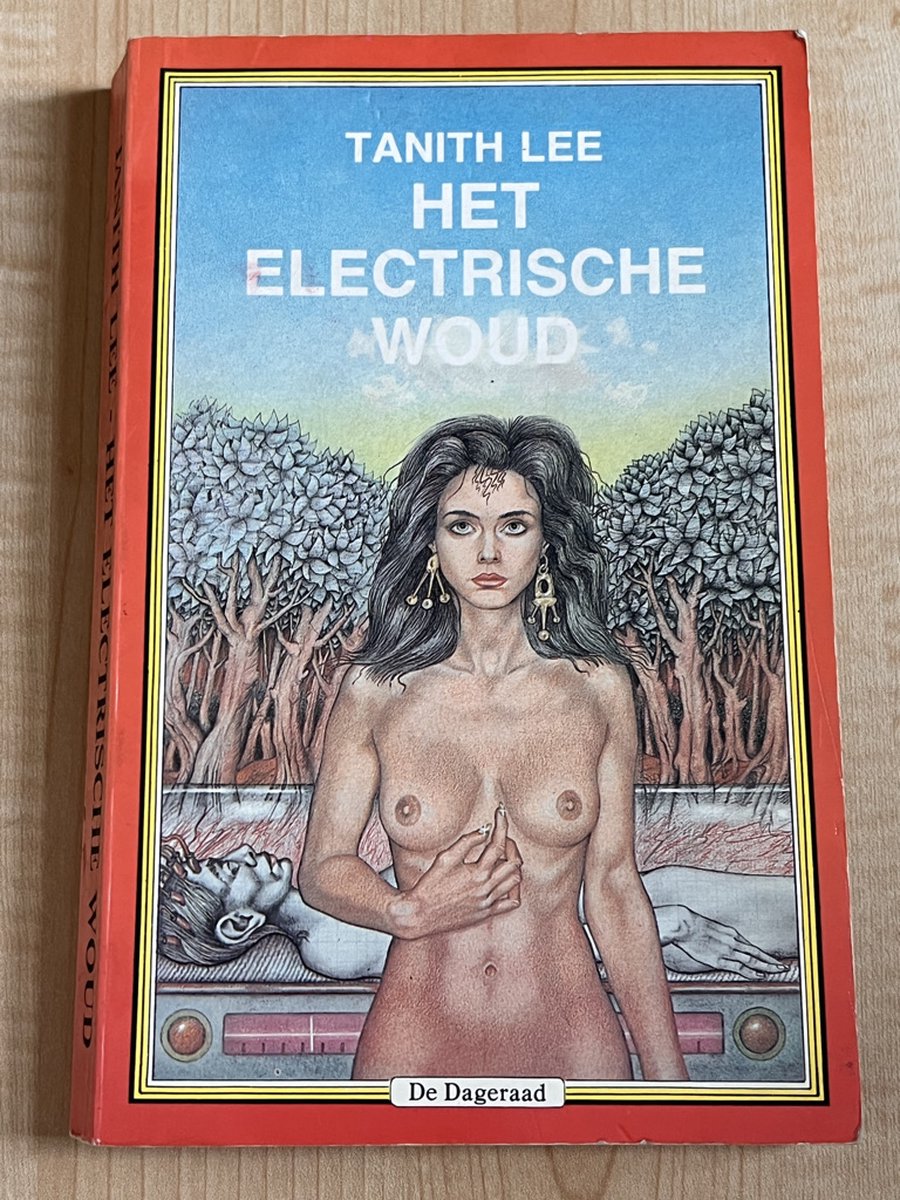 TANITH LEE
HET
ELECTRISCHE
WOUD
De Dageraad
TANITH LEE - HET ELECTRISCHE WOUD